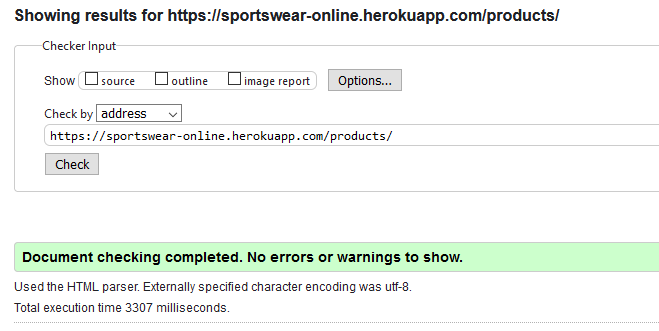 Showing results for https://sportswear-online.herokuapp.com/products/
Checker Input
Show source outline image report Options...
Check by address
https://sportswear-online.herokuapp.com/products/
Check
Document checking completed. No errors or warnings to show.
Used the HTML parser. Externally specified character encoding was utf-8.
Total execution time 3307 milliseconds.